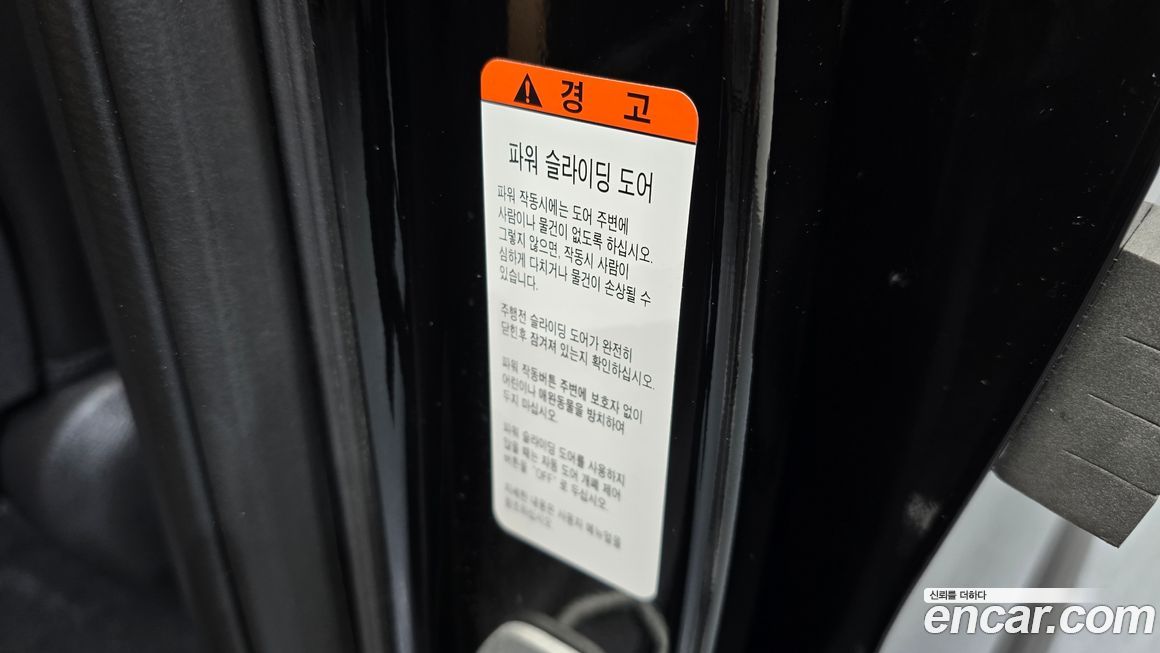 경 고
파워 슬라이딩 도어
파워 작동시에는 도어 주변에
사람이나 물건이 없도록 하십시오.
그렇지 않으면, 작동시 사람이
심하게 다치거나 물건이 손상될 수
있습니다.
주행전 슬라이딩 도어가 완전히
닫힌후 잠겨져 있는지 확인하십시오.
파워 작동버튼 주변에 보호자 없이
어린이나 애완동물을 방치하여
두지 마십시오.
파워 슬라이딩 도어를 사용하지
않을 때는 자동 도어 개폐 제어
버튼을 "OFF" 로 두십시오.
자세한 내용은 사용자 매뉴얼을
참조하십시오.
신뢰를 더하다
encar.com